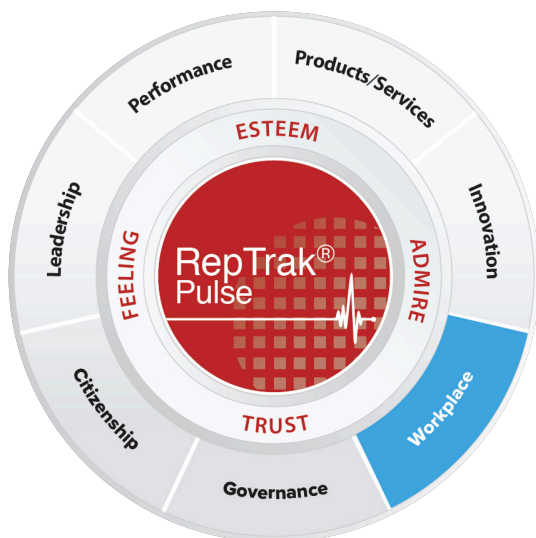 Performance
Products/Services
Leadership
Innovation
ESTEEM
FEELING
ADMIRE
RepTrak®
Pulse
TRUST
Citizenship
Workplace
Governance